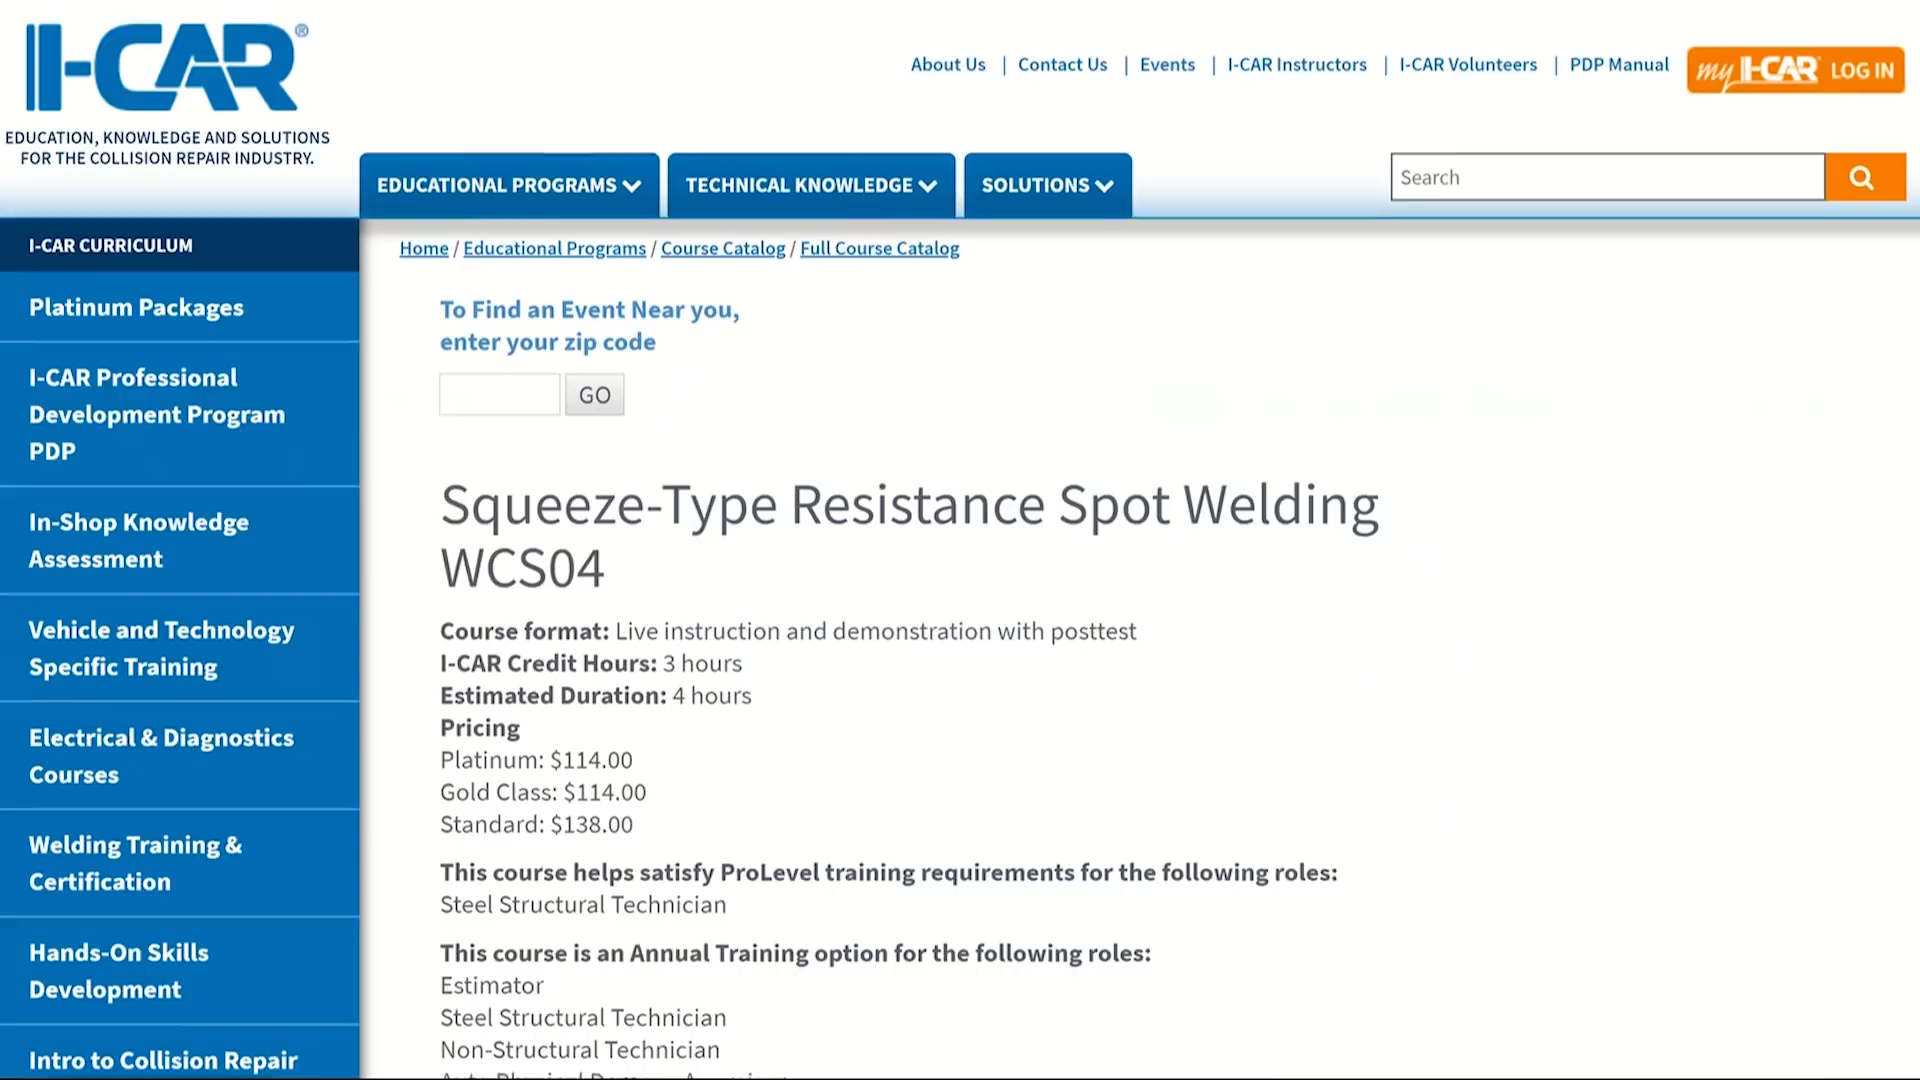 I-CAR®
EDUCATION, KNOWLEDGE AND SOLUTIONS
FOR THE COLLISION REPAIR INDUSTRY.
About Us | Contact Us | Events | I-CAR Instructors | I-CAR Volunteers | PDP Manual
my I-CAR LOG IN
EDUCATIONAL PROGRAMS
TECHNICAL KNOWLEDGE
SOLUTIONS
Search
I-CAR CURRICULUM
Platinum Packages
I-CAR Professional
Development Program
PDP
In-Shop Knowledge
Assessment
Vehicle and Technology
Specific Training
Electrical & Diagnostics
Courses
Welding Training &
Certification
Hands-On Skills
Development
Intro to Collision Repair
Home / Educational Programs / Course Catalog / Full Course Catalog
To Find an Event Near you,
enter your zip code
GO
Squeeze-Type Resistance Spot Welding
WCS04
Course format: Live instruction and demonstration with posttest
I-CAR Credit Hours: 3 hours
Estimated Duration: 4 hours
Pricing
Platinum: $114.00
Gold Class: $114.00
Standard: $138.00
This course helps satisfy ProLevel training requirements for the following roles:
Steel Structural Technician
This course is an Annual Training option for the following roles:
Estimator
Steel Structural Technician
Non-Structural Technician